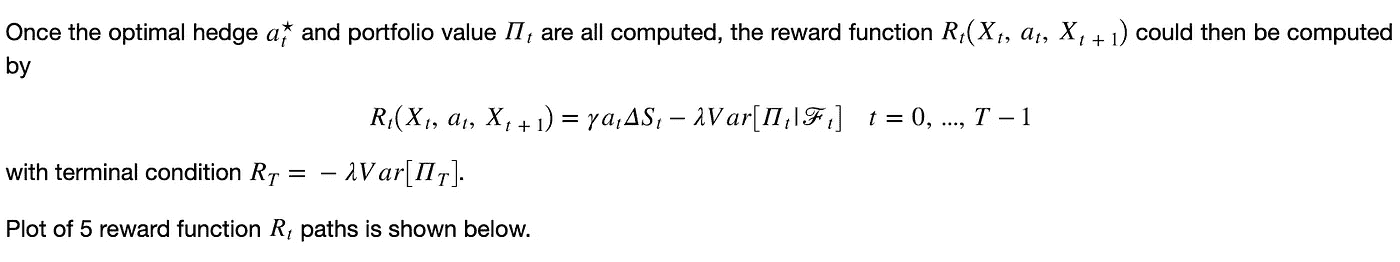 Once the optimal hedge aₜ⋆ and portfolio value Πₜ are all computed, the reward function Rₜ(Xₜ, aₜ, Xₜ₊₁) could then be computed
by
Rₜ(Xₜ, aₜ, Xₜ₊₁) = γaₜΔSₜ − λVar[Πₜ|ℱₜ]   t = 0, ..., T − 1
with terminal condition R_T = − λVar[Π_T].
Plot of 5 reward function Rₜ paths is shown below.